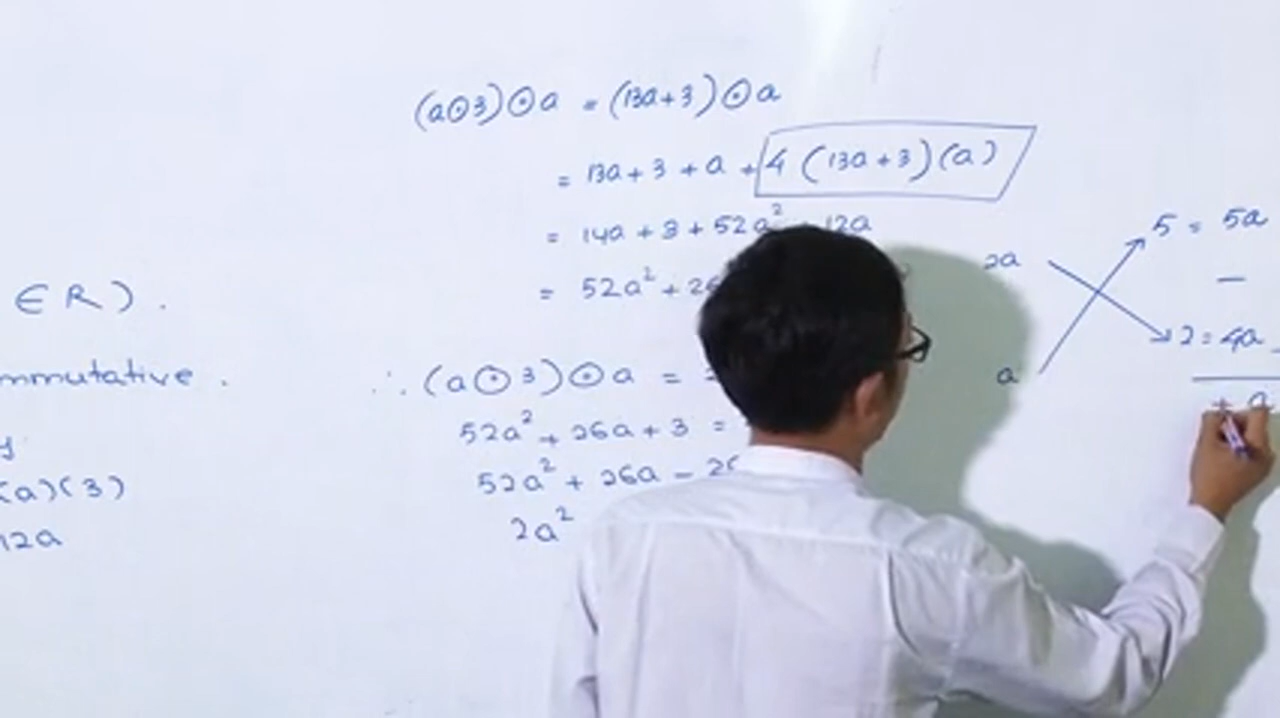 ∈ R ) .
mmutative .
y
(a)(3)
12a
(a⊙3)⊙a = (13a+3)⊙a
= 13a + 3 + a + 4 (13a+3)(a)
= 14a + 3 + 52a² + 12a
= 52a² + 26
∴ (a⊙3)⊙a =
52a² + 26a + 3 =
52a² + 26a -
2a²
2a 5 = 5a
–
a 2 = 4a
+ a